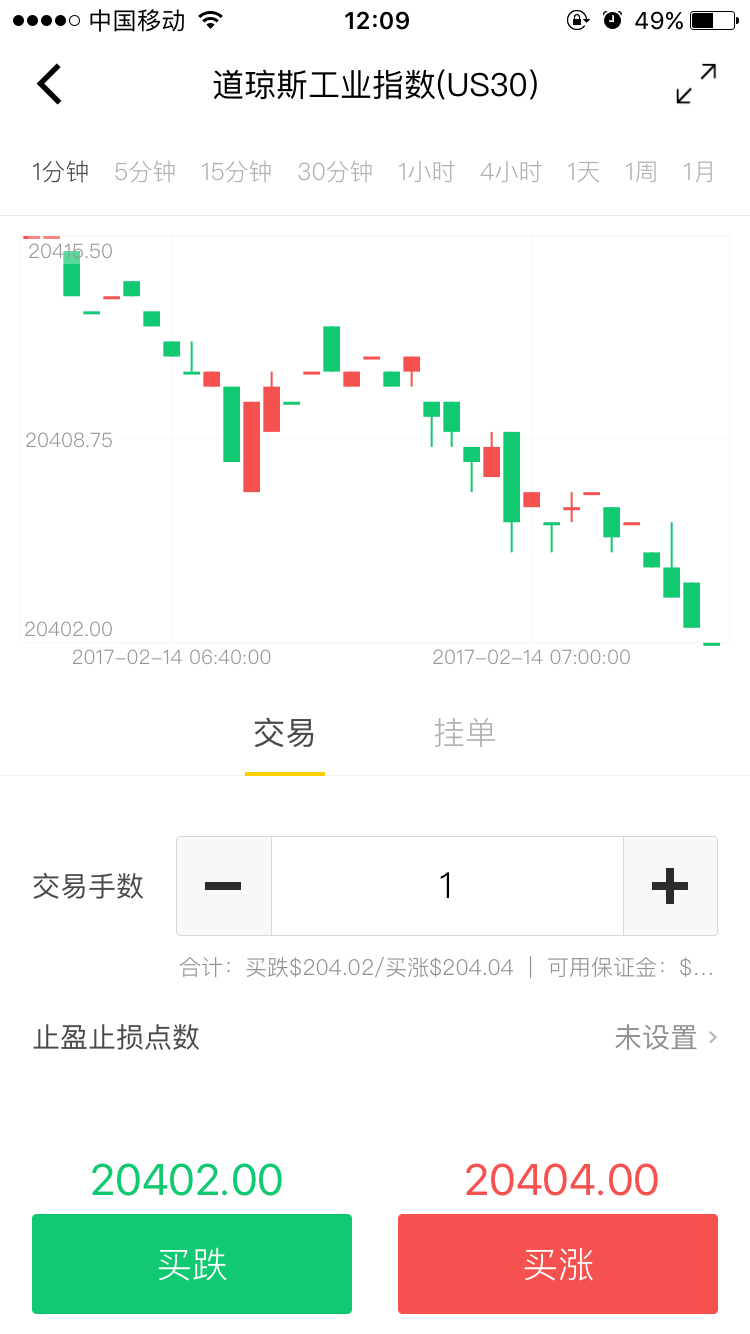 中国移动 12:09 49%
道琼斯工业指数(US30)
1分钟 5分钟 15分钟 30分钟 1小时 4小时 1天 1周 1月
20415.50
20408.75
20402.00
2017-02-14 06:40:00 2017-02-14 07:00:00
交易 挂单
交易手数 1
合计：买跌$204.02/买涨$204.04 | 可用保证金：$...
止盈止损点数 未设置
20402.00 20404.00
买跌 买涨